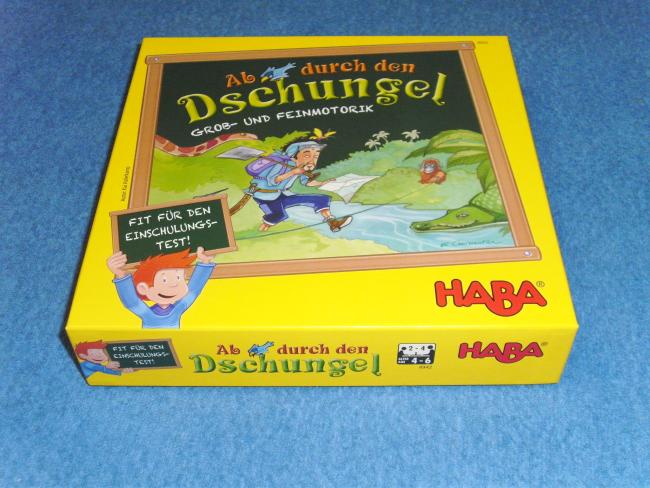 Ab durch den
Dschungel
GROB- UND FEINMOTORIK
FIT FÜR DEN
EINSCHULUNGS-
TEST!
HABA®
FIT FÜR DEN
EINSCHULUNGS-
TEST!
Ab durch den
Dschungel
2 - 4
4 - 6
4942
HABA®